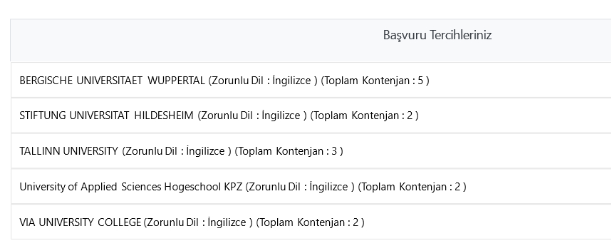 Başvuru Tercihleriniz
BERGISCHE UNIVERSITAET WUPPERTAL (Zorunlu Dil : İngilizce ) (Toplam Kontenjan : 5 )
STIFTUNG UNIVERSITAT HILDESHEIM (Zorunlu Dil : İngilizce ) (Toplam Kontenjan : 2 )
TALLINN UNIVERSITY (Zorunlu Dil : İngilizce ) (Toplam Kontenjan : 3 )
University of Applied Sciences Hogeschool KPZ (Zorunlu Dil : İngilizce ) (Toplam Kontenjan : 2 )
VIA UNIVERSITY COLLEGE (Zorunlu Dil : İngilizce ) (Toplam Kontenjan : 2 )